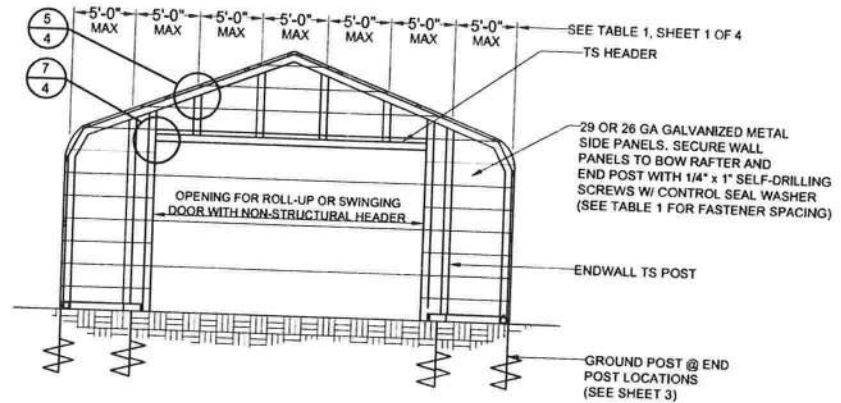 5'-0" 5'-0" 5'-0" 5'-0" 5'-0" 5'-0" 5'-0"
MAX MAX MAX MAX MAX MAX MAX
SEE TABLE 1, SHEET 1 OF 4
TS HEADER
5
4
7
4
29 OR 26 GA GALVANIZED METAL
SIDE PANELS. SECURE WALL
PANELS TO BOW RAFTER AND
END POST WITH 1/4" x 1" SELF-DRILLING
SCREWS W/ CONTROL SEAL WASHER
(SEE TABLE 1 FOR FASTENER SPACING)
OPENING FOR ROLL-UP OR SWINGING
DOOR WITH NON-STRUCTURAL HEADER
ENDWALL TS POST
GROUND POST @ END
POST LOCATIONS
(SEE SHEET 3)